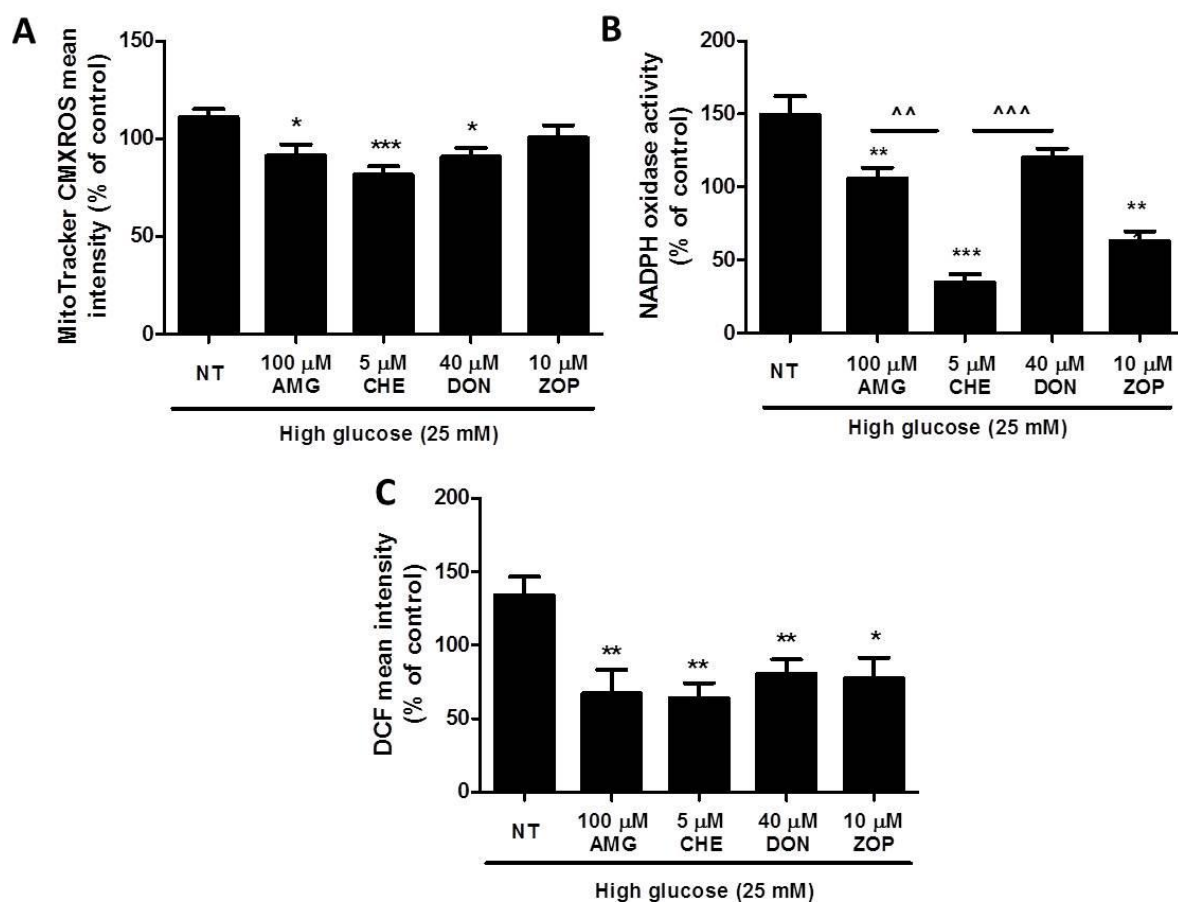 A
MitoTracker CMXROS mean
intensity (% of control)
150
100
50
0
*
***
*
NT
100 μM
AMG
5 μM
CHE
40 μM
DON
10 μM
ZOP
High glucose (25 mM)
B
NADPH oxidase activity
(% of control)
200
150
100
50
0
^^
^^^
**
***
**
NT
100 μM
AMG
5 μM
CHE
40 μM
DON
10 μM
ZOP
High glucose (25 mM)
C
DCF mean intensity
(% of control)
200
150
100
50
0
**
**
**
*
NT
100 μM
AMG
5 μM
CHE
40 μM
DON
10 μM
ZOP
High glucose (25 mM)